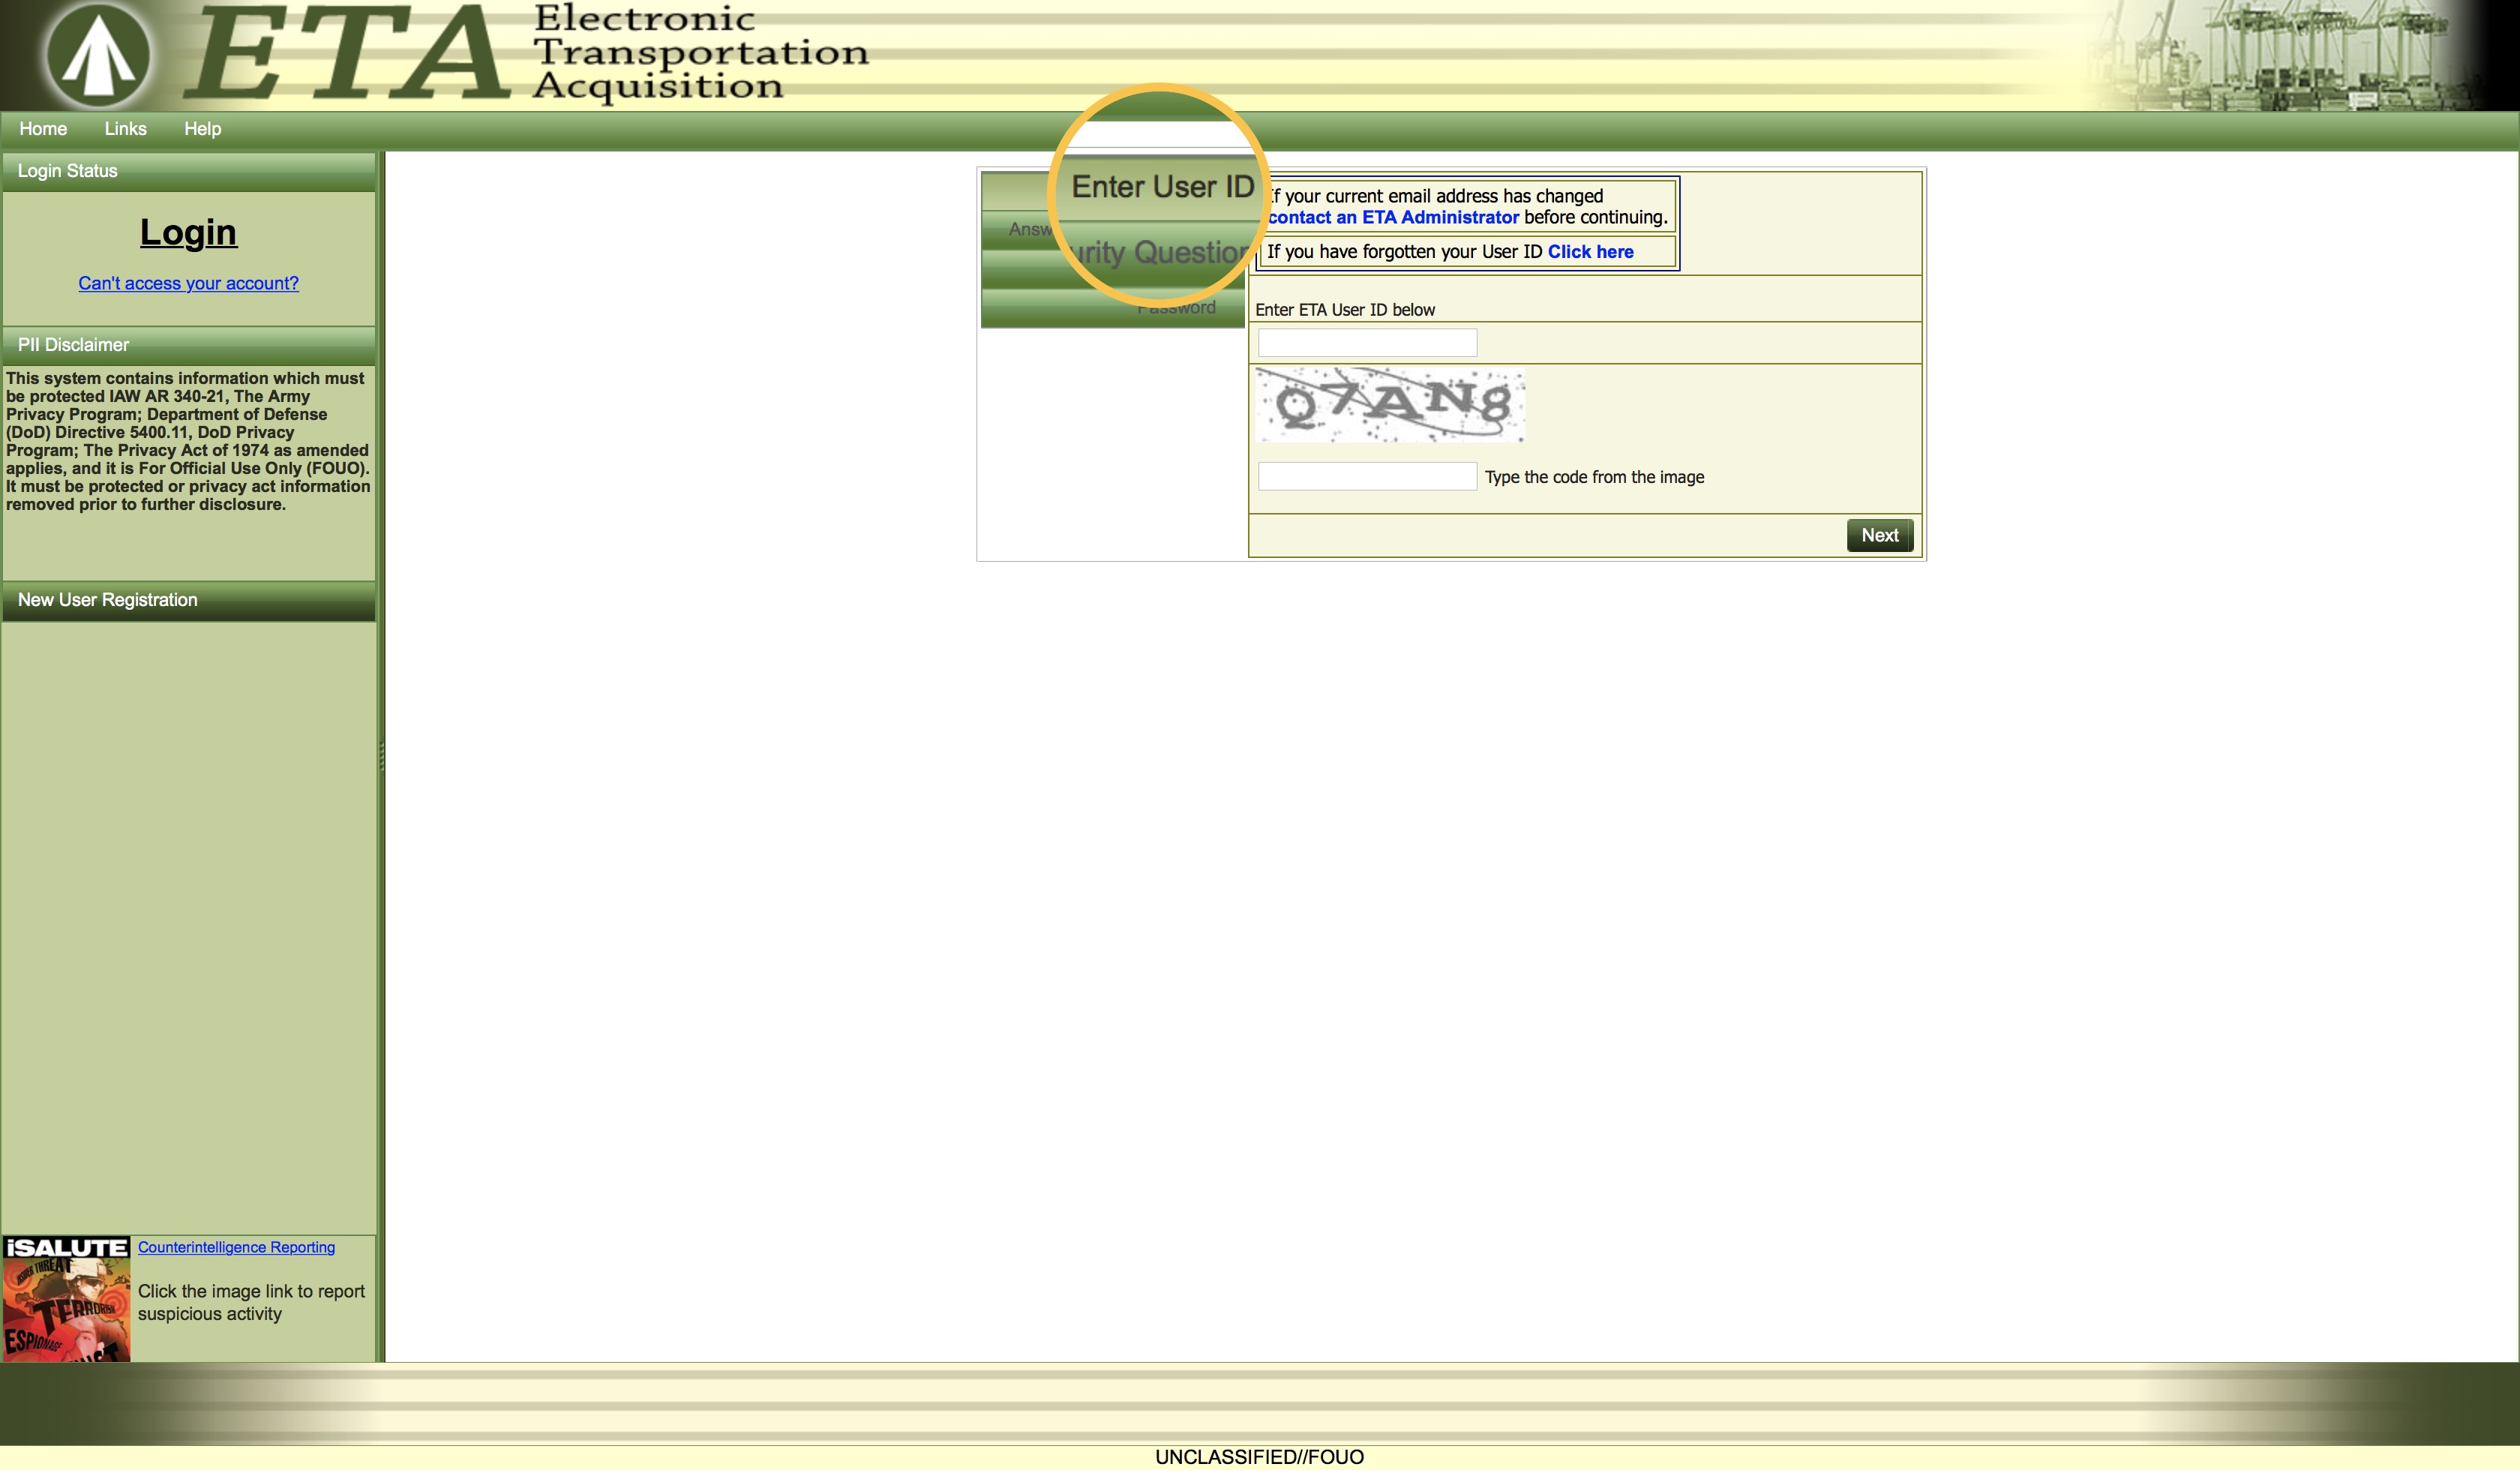 ETA
Electronic
Transportation
Acquisition
Home Links Help
Login Status
Login
Can't access your account?
PII Disclaimer
This system contains information which must
be protected IAW AR 340-21, The Army
Privacy Program; Department of Defense
(DoD) Directive 5400.11, DoD Privacy
Program; The Privacy Act of 1974 as amended
applies, and it is For Official Use Only (FOUO).
It must be protected or privacy act information
removed prior to further disclosure.
New User Registration
iSALUTE
THREAT
TERRORISM
ESPIONAGE
Counterintelligence Reporting
Click the image link to report
suspicious activity
Enter User ID
Answ
urity Question
Password
If your current email address has changed
contact an ETA Administrator before continuing.
If you have forgotten your User ID Click here
Enter ETA User ID below
Q7AN8
Type the code from the image
Next
UNCLASSIFIED//FOUO